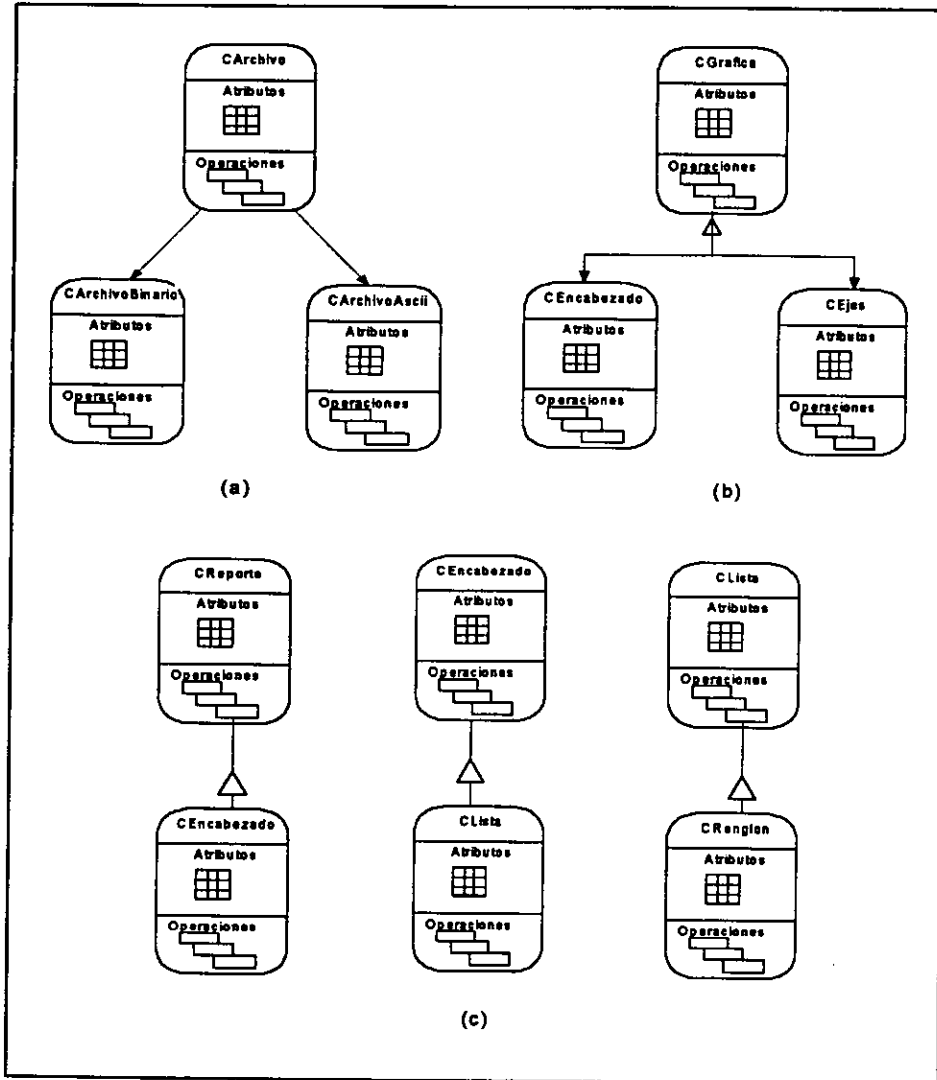 CArchivo
Atributos
Operaciones
CArchivoBinario
Atributos
Operaciones
CArchivoAscii
Atributos
Operaciones
(a)
CGrafica
Atributos
Operaciones
CEncabezado
Atributos
Operaciones
CEjes
Atributos
Operaciones
(b)
CReporte
Atributos
Operaciones
CEncabezado
Atributos
Operaciones
CEncabezado
Atributos
Operaciones
CLista
Atributos
Operaciones
CLista
Atributos
Operaciones
CRenglon
Atributos
Operaciones
(c)